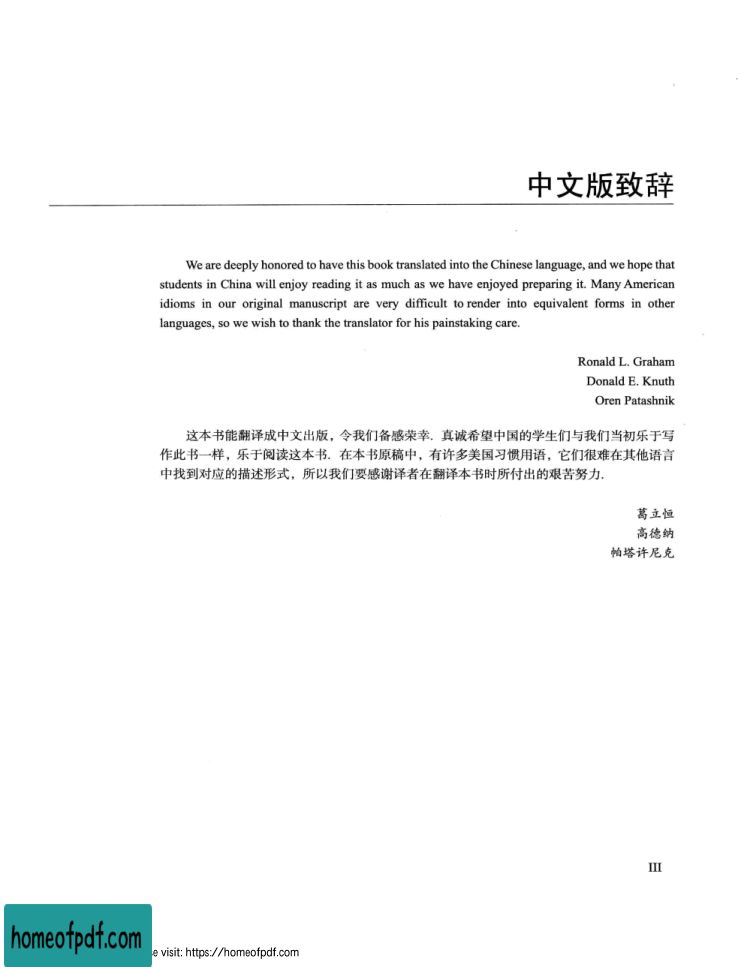 中文版致辞
We are deeply honored to have this book translated into the Chinese language, and we hope that
students in China will enjoy reading it as much as we have enjoyed preparing it. Many American
idioms in our original manuscript are very difficult to render into equivalent forms in other
languages, so we wish to thank the translator for his painstaking care.
Ronald L. Graham
Donald E. Knuth
Oren Patashnik
这本书能翻译成中文出版，令我们备感荣幸. 真诚希望中国的学生们与我们当初乐于写
作此书一样，乐于阅读这本书. 在本书原稿中，有许多美国习惯用语，它们很难在其他语言
中找到对应的描述形式，所以我们要感谢译者在翻译本书时所付出的艰苦努力.
葛立恒
高德纳
帕塔许尼克
III
homeofpdf.com
e visit: https://homeofpdf.com